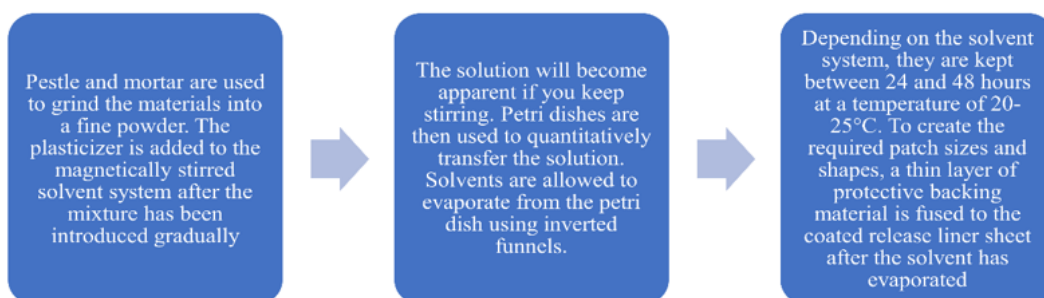 Pestle and mortar are used
to grind the materials into
a fine powder. The
plasticizer is added to the
magnetically stirred
solvent system after the
mixture has been
introduced gradually
The solution will become
apparent if you keep
stirring. Petri dishes are
then used to quantitatively
transfer the solution.
Solvents are allowed to
evaporate from the petri
dish using inverted
funnels.
Depending on the solvent
system, they are kept
between 24 and 48 hours
at a temperature of 20-
25°C. To create the
required patch sizes and
shapes, a thin layer of
protective backing
material is fused to the
coated release liner sheet
after the solvent has
evaporated